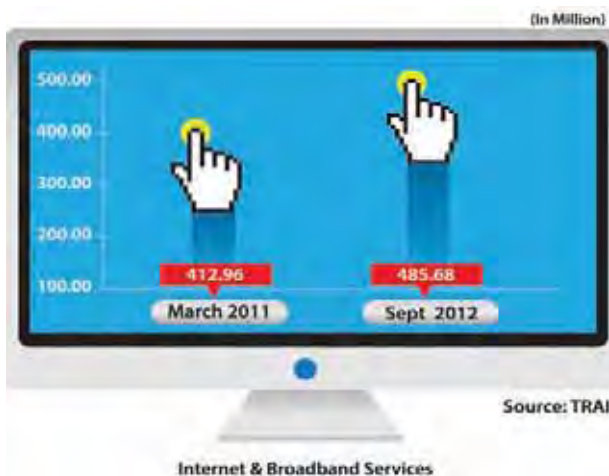 (In Million)
500.00
400.00
300.00
200.00
100.00
412.96
485.68
March 2011
Sept 2012
Source: TRAI
Internet & Broadband Services